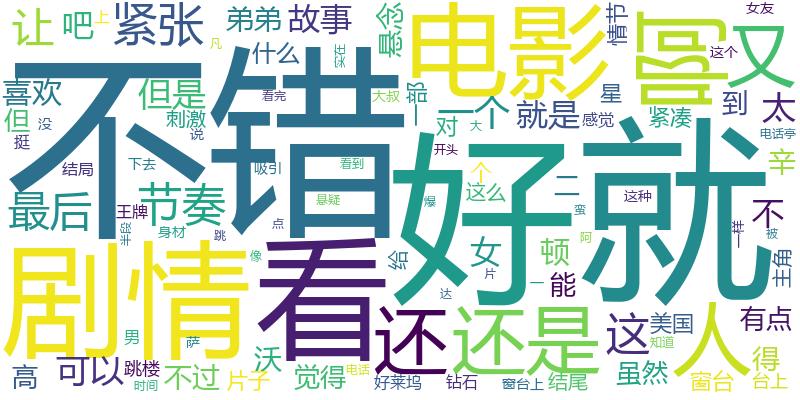 让
吧
上
紧张
弟弟
故事
悬念
电影
情节
女友
凡
什么
实在
啊
这个
又
喜欢
但是
看完
大叔
一部
一个
就是
星
到
太
但
没
刺激
说
不错
对
大
感觉
紧凑
电话亭
挺
结局
下去
吸引
看到
开头
好
就
辛
最后
王牌
节奏
悬疑
个
这么
二
这种
不
半段
身材
跳
点
爆
蛮
一样
被
剧情
像
看
给
女
片
顿
阿
能
主角
达
一
男
萨
还
还是
这
美国
知道
人
有点
高
可以
跳楼
时间
不过
片子
沃
觉得
电话
好莱坞
钻石
窗台上
结尾
虽然
窗台
得
台上